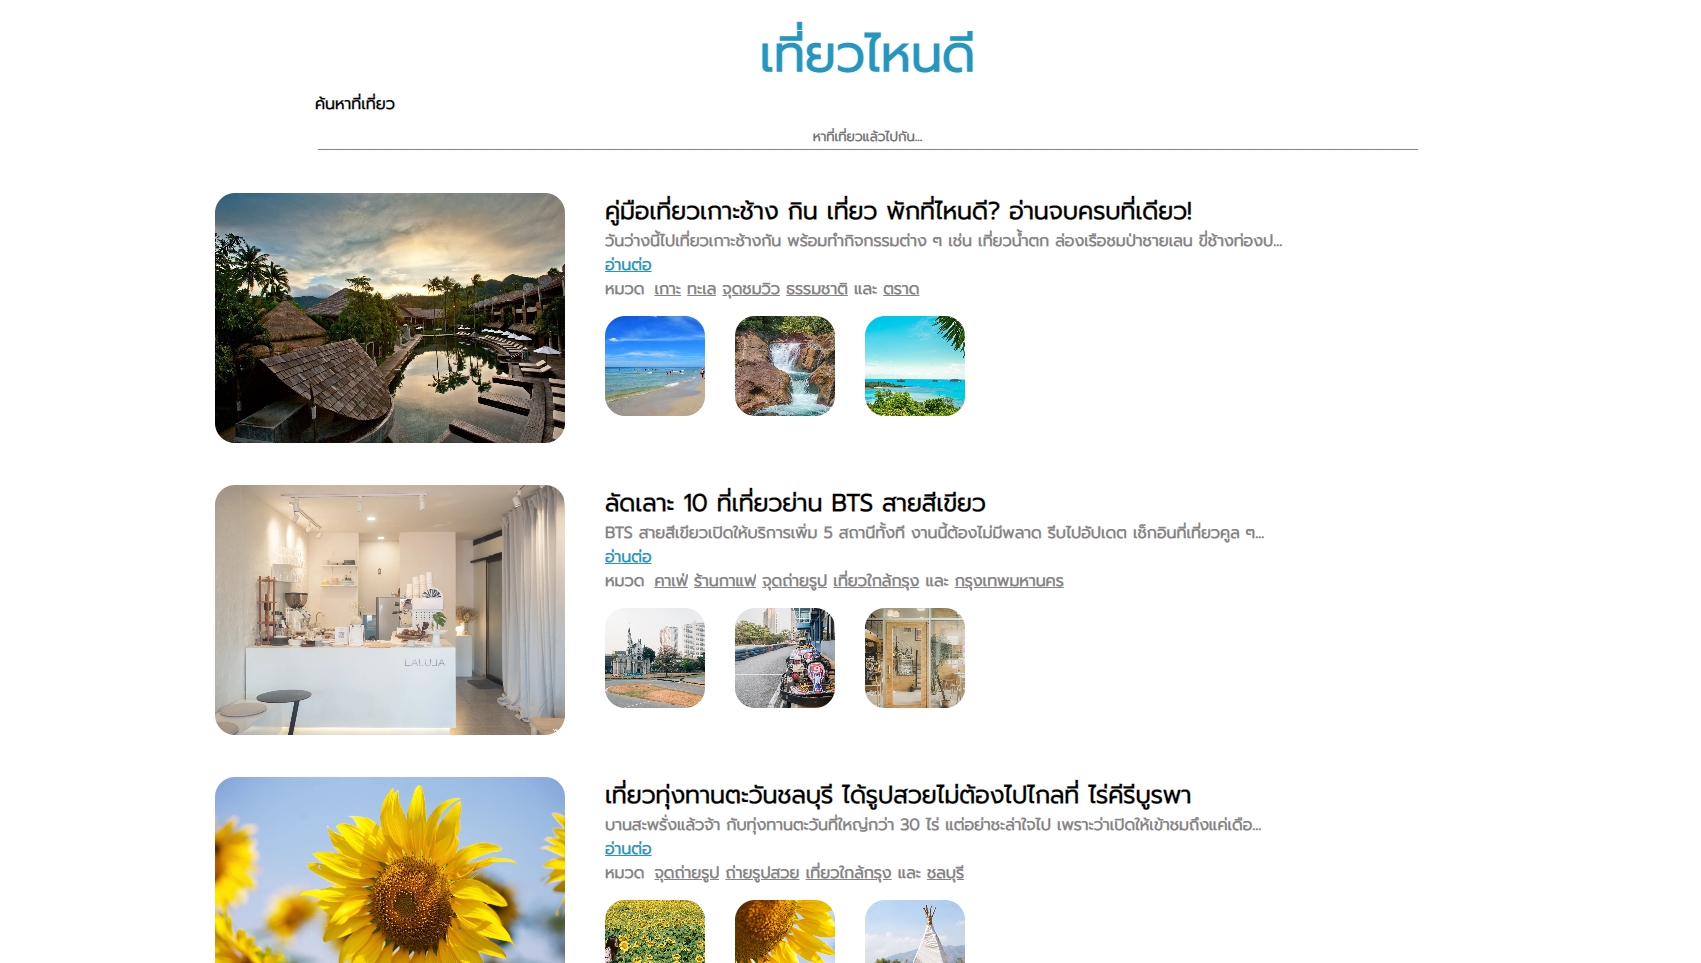 เที่ยวไหนดี
ค้นหาที่เที่ยว
หาที่เที่ยวแล้วไปกัน...
คู่มือเที่ยวเกาะช้าง กิน เที่ยว พักที่ไหนดี? อ่านจบครบที่เดียว!
วันว่างนี้ไปเที่ยวเกาะช้างกัน พร้อมทำกิจกรรมต่าง ๆ เช่น เที่ยวน้ำตก ล่องเรือชมป่าชายเลน ขี่ช้างท่องป...
อ่านต่อ
หมวด เกาะ ทะเล จุดชมวิว ธรรมชาติ และ ตราด
ลัดเลาะ 10 ที่เที่ยวย่าน BTS สายสีเขียว
BTS สายสีเขียวเปิดให้บริการเพิ่ม 5 สถานีทั้งที งานนี้ต้องไม่มีพลาด รีบไปอัปเดต เช็กอินที่เที่ยวคูล ๆ...
อ่านต่อ
หมวด คาเฟ่ ร้านกาแฟ จุดถ่ายรูป เที่ยวใกล้กรุง และ กรุงเทพมหานคร
LALUJA
เที่ยวทุ่งทานตะวันชลบุรี ได้รูปสวยไม่ต้องไปไกลที่ ไร่คีรีบูรพา
บานสะพรั่งแล้วจ้า กับทุ่งทานตะวันที่ใหญ่กว่า 30 ไร่ แต่อย่าชะล่าใจไป เพราะว่าเปิดให้เข้าชมถึงแค่เดือ...
อ่านต่อ
หมวด จุดถ่ายรูป ถ่ายรูปสวย เที่ยวใกล้กรุง และ ชลบุรี